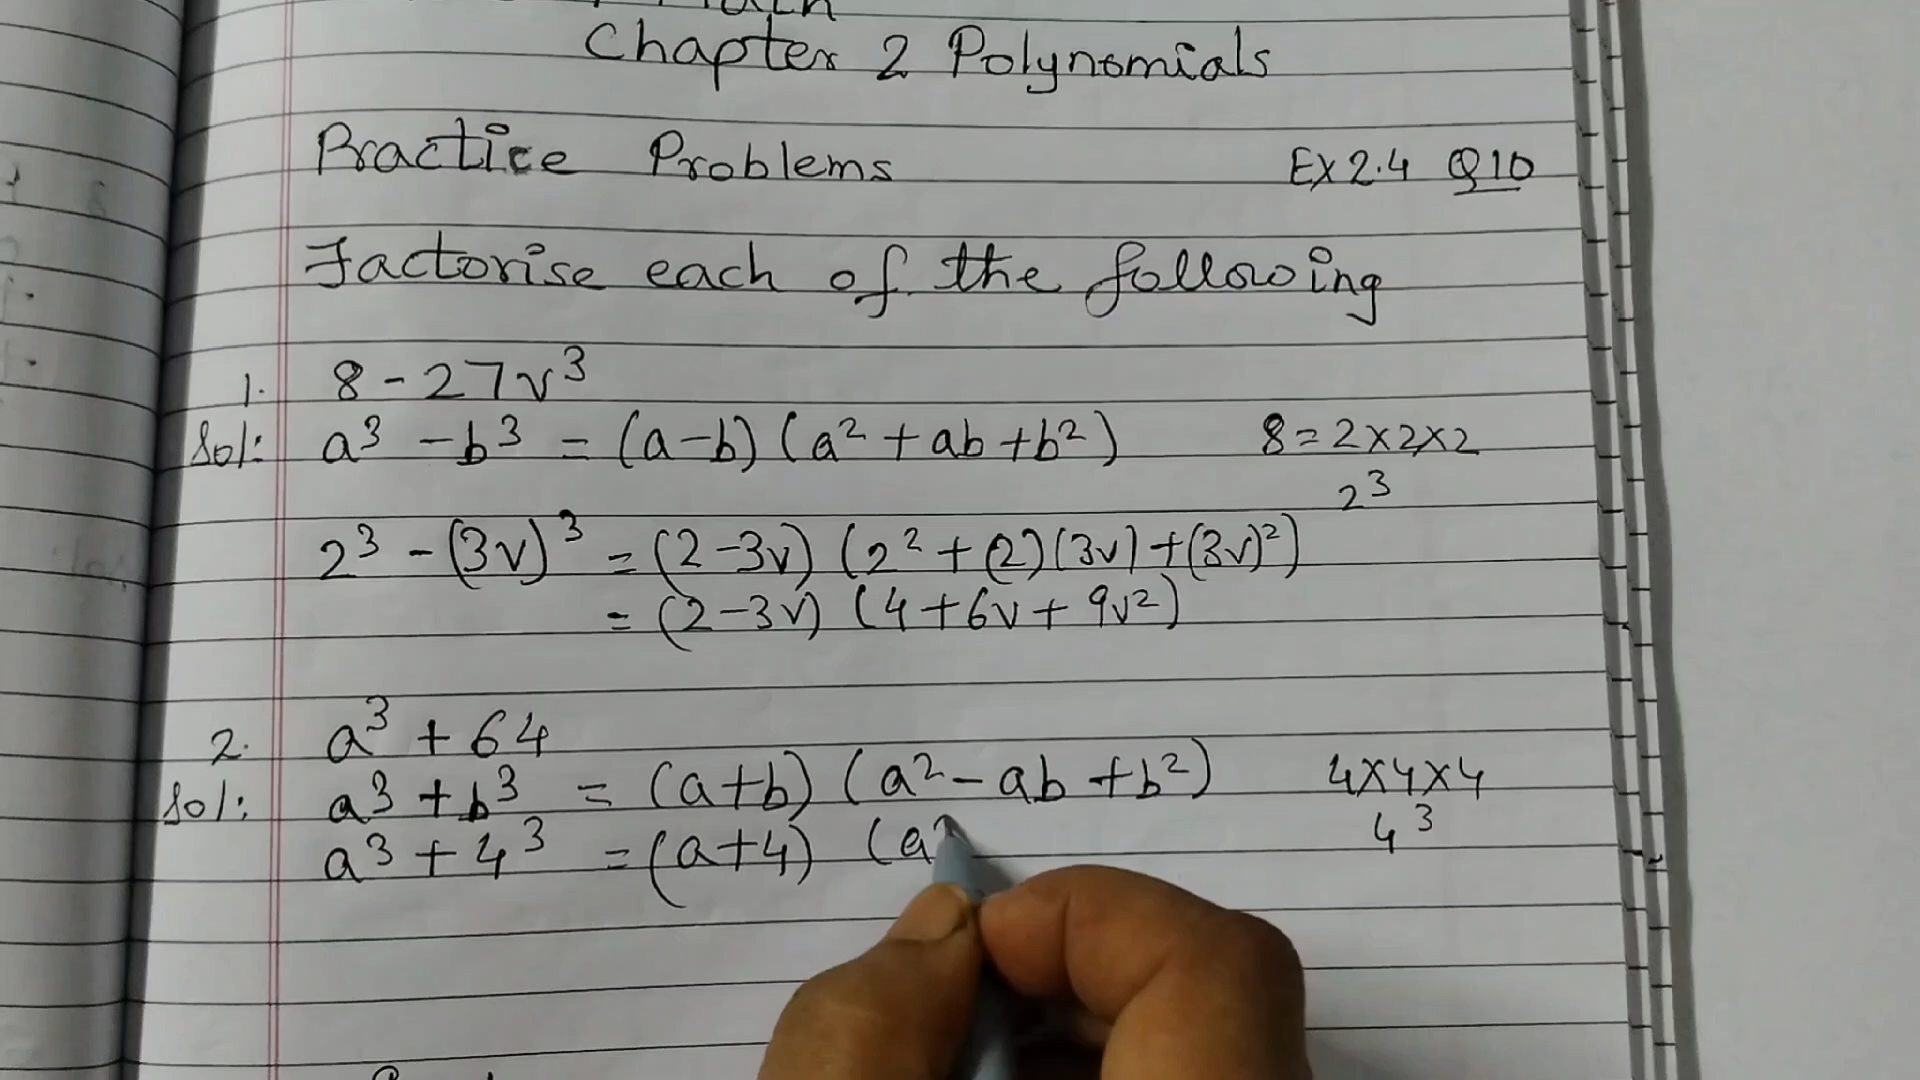 Chapter 2 Polynomials
Practice Problems Ex 2.4 Q10
Factorise each of the following
1. 8 - 27v³
Sol: a³ - b³ = (a-b) (a² + ab + b²) 8 = 2×2×2
2³
2³ - (3v)³ = (2-3v) (2² + (2)(3v) + (3v)²)
= (2-3v) (4 + 6v + 9v²)
2. a³ + 64
Sol: a³ + b³ = (a+b) (a² - ab + b²) 4×4×4
4³
a³ + 4³ = (a+4) (a²